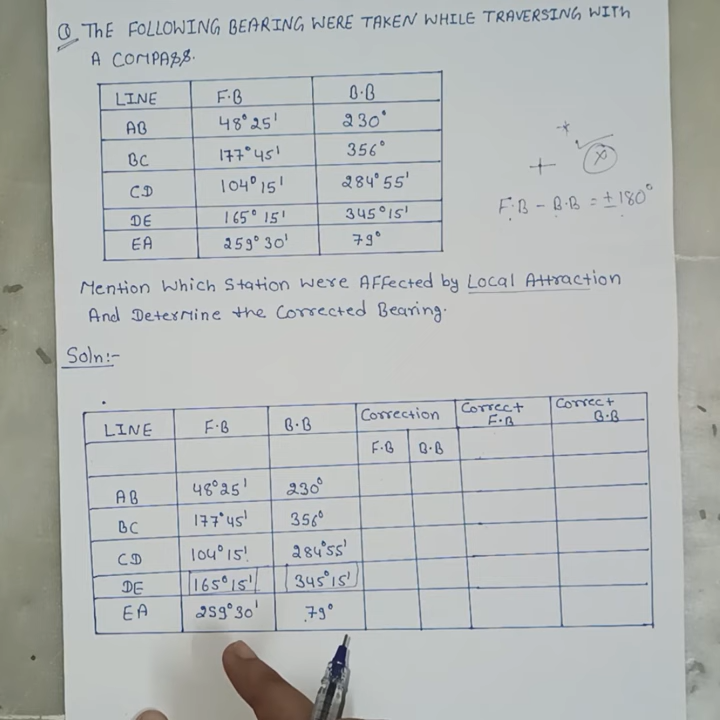 Q. ThE FOLLOWING BEARING WERE TAKEN WHILE TRAVERSING WITH
A COMPASS.
LINE F.B B.B
AB 48°25' 230°
BC 177°45' 356°
CD 104°15' 284°55'
DE 165°15' 345°15'
EA 259°30' 79°
F.B - B.B = ±180°
Mention Which Station Were Affected by Local Attraction
And Determine the Corrected Bearing.
Soln:-
LINE F.B B.B Correction Correct F.B Correct B.B
F.B B.B
AB 48°25' 230°
BC 177°45' 356°
CD 104°15' 284°55'
DE 165°15' 345°15'
EA 259°30' 79°